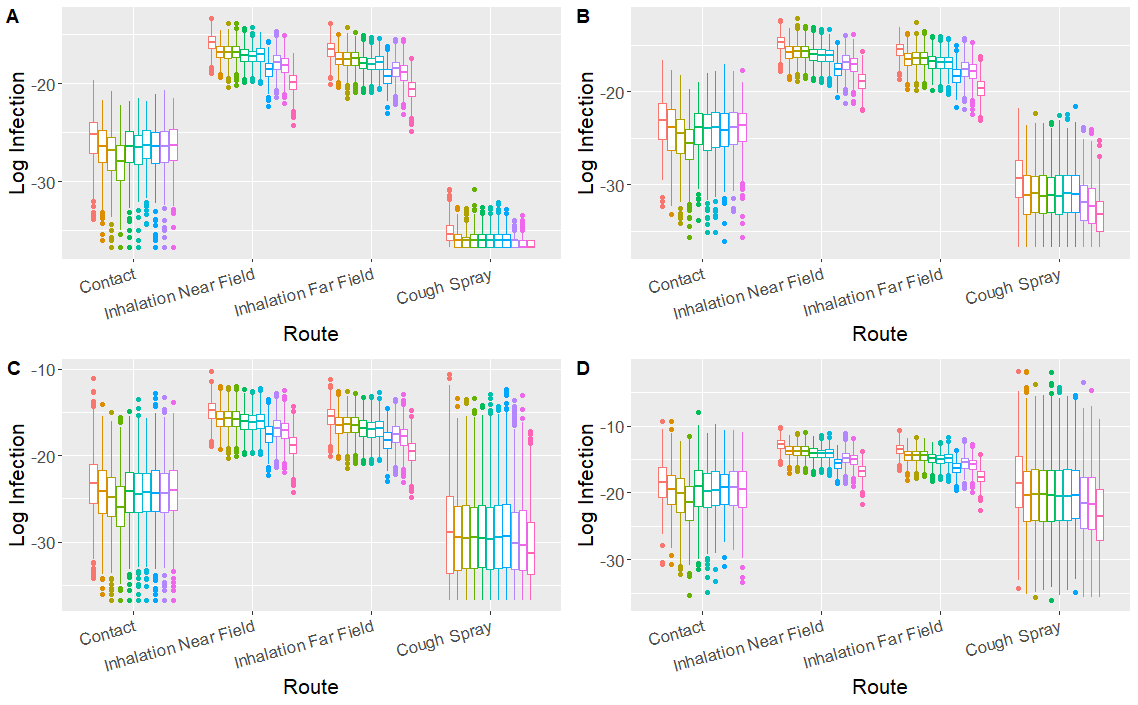 A
Log Infection
-20
-30
Contact
Inhalation Near Field
Inhalation Far Field
Cough Spray
Route
B
Log Infection
-20
-30
Contact
Inhalation Near Field
Inhalation Far Field
Cough Spray
Route
C
Log Infection
-10
-20
-30
Contact
Inhalation Near Field
Inhalation Far Field
Cough Spray
Route
D
Log Infection
-10
-20
-30
Contact
Inhalation Near Field
Inhalation Far Field
Cough Spray
Route